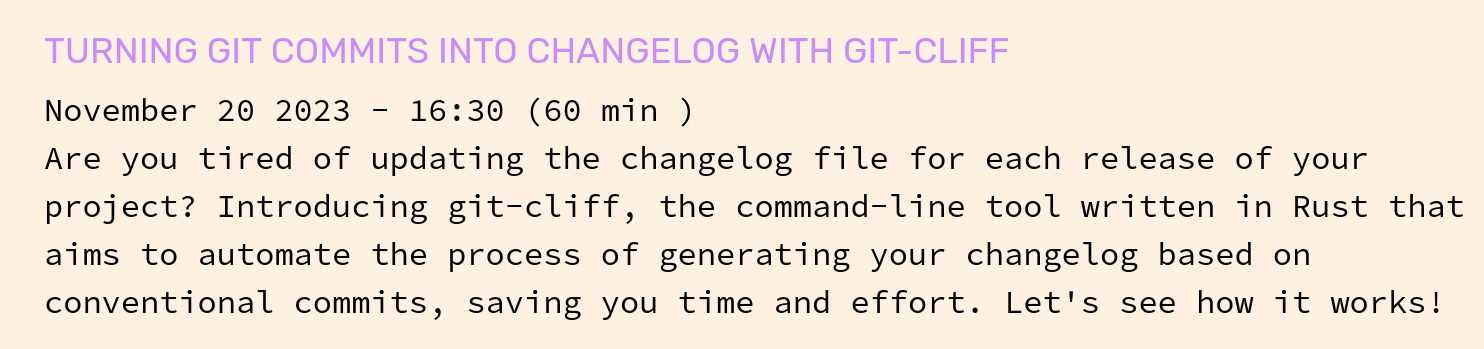 TURNING GIT COMMITS INTO CHANGELOG WITH GIT-CLIFF
November 20 2023 - 16:30 (60 min )
Are you tired of updating the changelog file for each release of your
project? Introducing git-cliff, the command-line tool written in Rust that
aims to automate the process of generating your changelog based on
conventional commits, saving you time and effort. Let's see how it works!